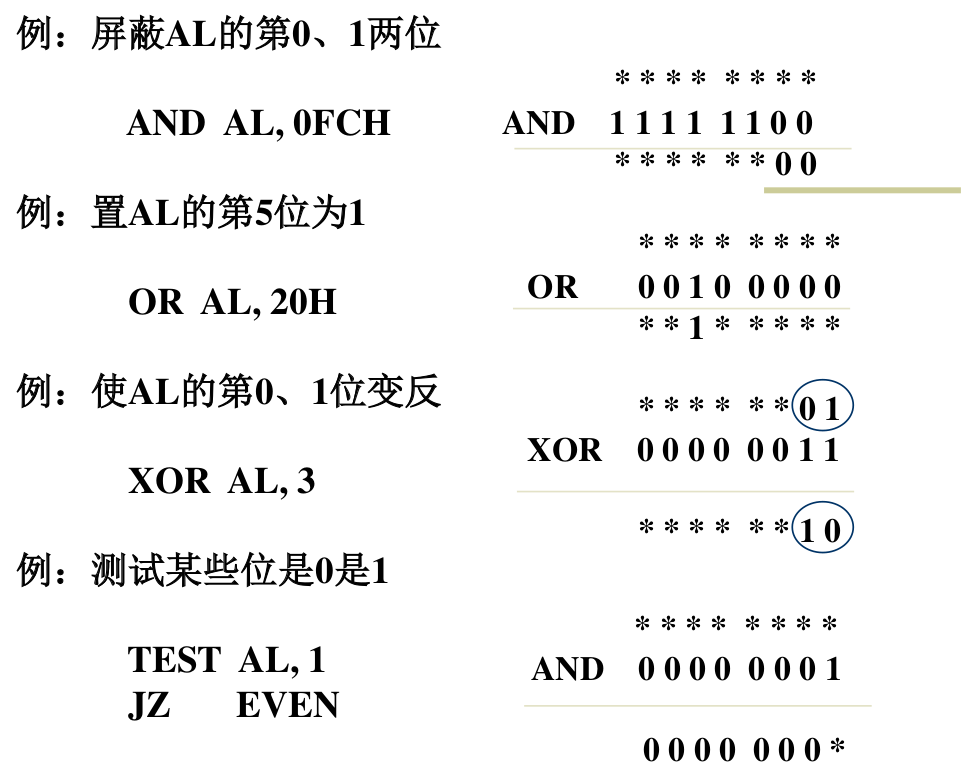 例：屏蔽AL的第0、1两位
* * * * * * * *
AND AL, 0FCH
AND 1 1 1 1 1 1 0 0
* * * * * * 0 0
例：置AL的第5位为1
* * * * * * * *
OR AL, 20H
OR 0 0 1 0 0 0 0 0
* * 1 * * * * *
例：使AL的第0、1位变反
* * * * * * 0 1
XOR 0 0 0 0 0 0 1 1
XOR AL, 3
* * * * * * 1 0
例：测试某些位是0是1
* * * * * * * *
TEST AL, 1
AND 0 0 0 0 0 0 0 1
JZ EVEN
0 0 0 0 0 0 0 *